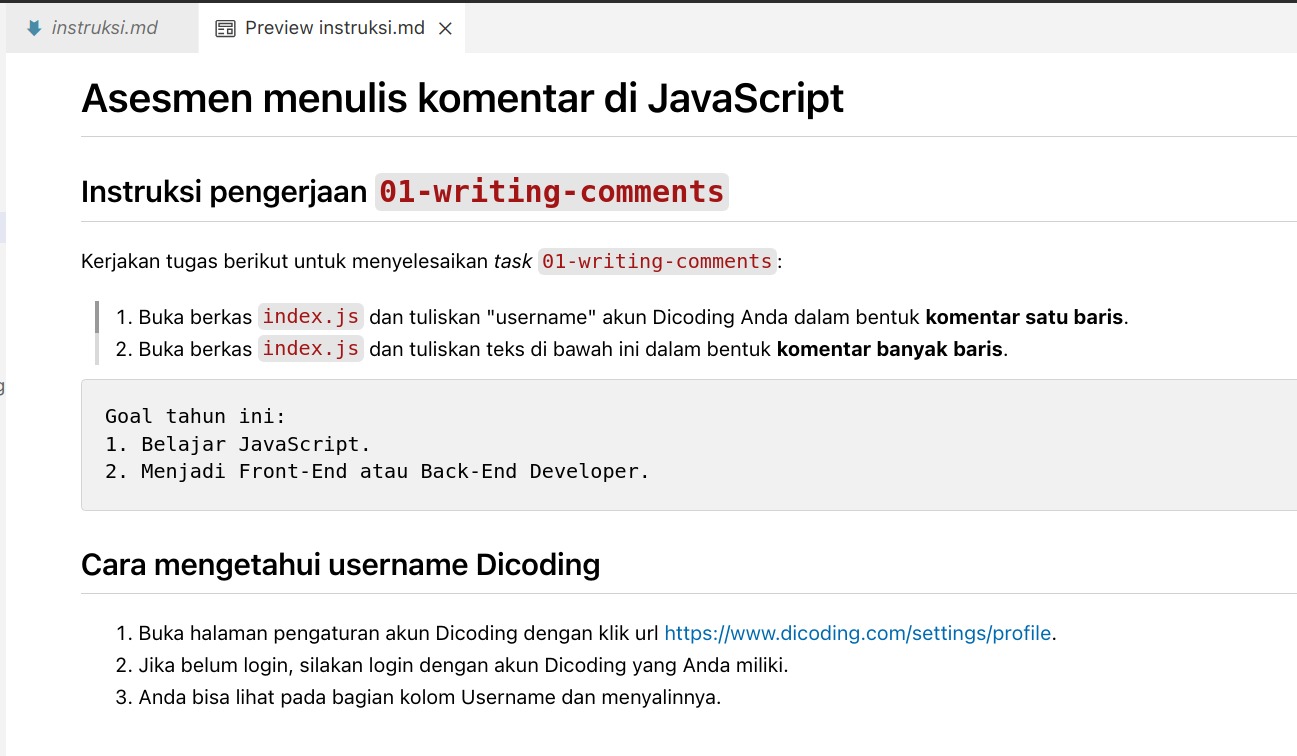 instruksi.md
Preview instruksi.md
Asesmen menulis komentar di JavaScript
Instruksi pengerjaan 01-writing-comments
Kerjakan tugas berikut untuk menyelesaikan task 01-writing-comments:
1. Buka berkas index.js dan tuliskan "username" akun Dicoding Anda dalam bentuk komentar satu baris.
2. Buka berkas index.js dan tuliskan teks di bawah ini dalam bentuk komentar banyak baris.
g
Goal tahun ini:
1. Belajar JavaScript.
2. Menjadi Front-End atau Back-End Developer.
Cara mengetahui username Dicoding
1. Buka halaman pengaturan akun Dicoding dengan klik url https://www.dicoding.com/settings/profile.
2. Jika belum login, silakan login dengan akun Dicoding yang Anda miliki.
3. Anda bisa lihat pada bagian kolom Username dan menyalinnya.